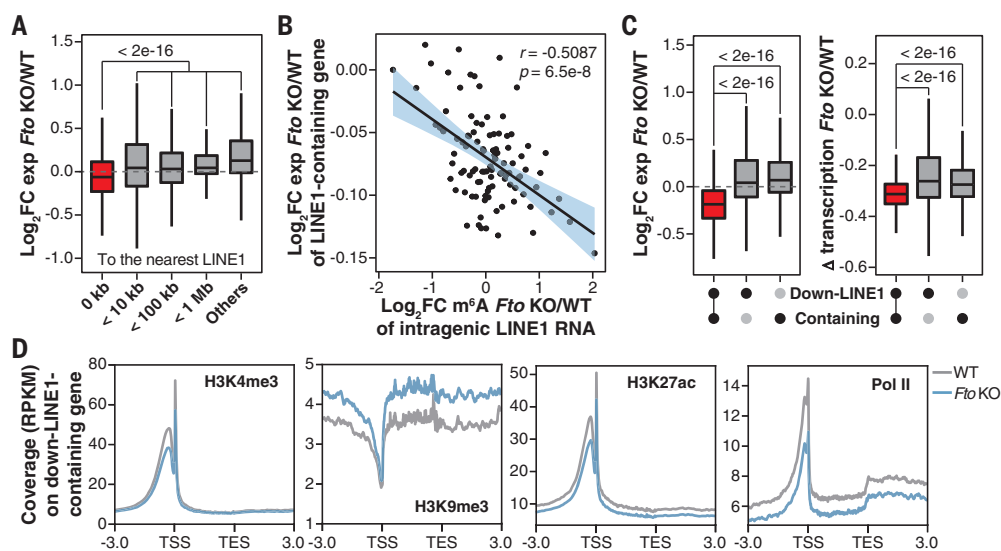 A
Log2FC exp Fto KO/WT
1.5
1.0
0.5
0.0
-0.5
-1.0
< 2e-16
To the nearest LINE1
0 kb
< 10 kb
< 100 kb
< 1 Mb
Others
B
Log2FC exp Fto KO/WT
of LINE1-containing gene
0.00
-0.05
-0.10
-0.15
r = -0.5087
p = 6.5e-8
-2
-1
0
1
2
Log2FC m⁶A Fto KO/WT
of intragenic LINE1 RNA
C
Log2FC exp Fto KO/WT
1.5
1.0
0.5
0.0
-0.5
< 2e-16
< 2e-16
Δ transcription Fto KO/WT
0.2
0.0
-0.2
-0.4
-0.6
< 2e-16
< 2e-16
Down-LINE1
Containing
D
Coverage (RPKM)
on down-LINE1-
containing gene
80
60
40
20
0
H3K4me3
-3.0
TSS
TES
3.0
5
4
3
2
1
H3K9me3
-3.0
TSS
TES
3.0
50
40
30
20
10
H3K27ac
-3.0
TSS
TES
3.0
14
12
10
8
6
Pol II
-3.0
TSS
TES
3.0
WT
Fto KO